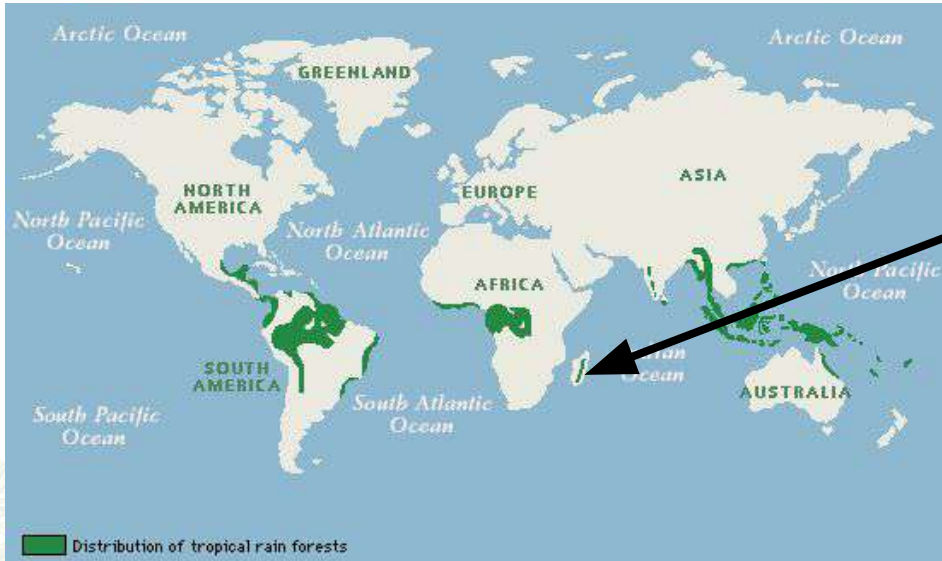 Arctic Ocean
Arctic Ocean
GREENLAND
NORTH
AMERICA
EUROPE
ASIA
North Pacific
Ocean
North Atlantic
Ocean
AFRICA
North Pacific
Ocean
SOUTH
AMERICA
Ocean
AUSTRALIA
South Pacific
Ocean
South Atlantic
Ocean
Distribution of tropical rain forests